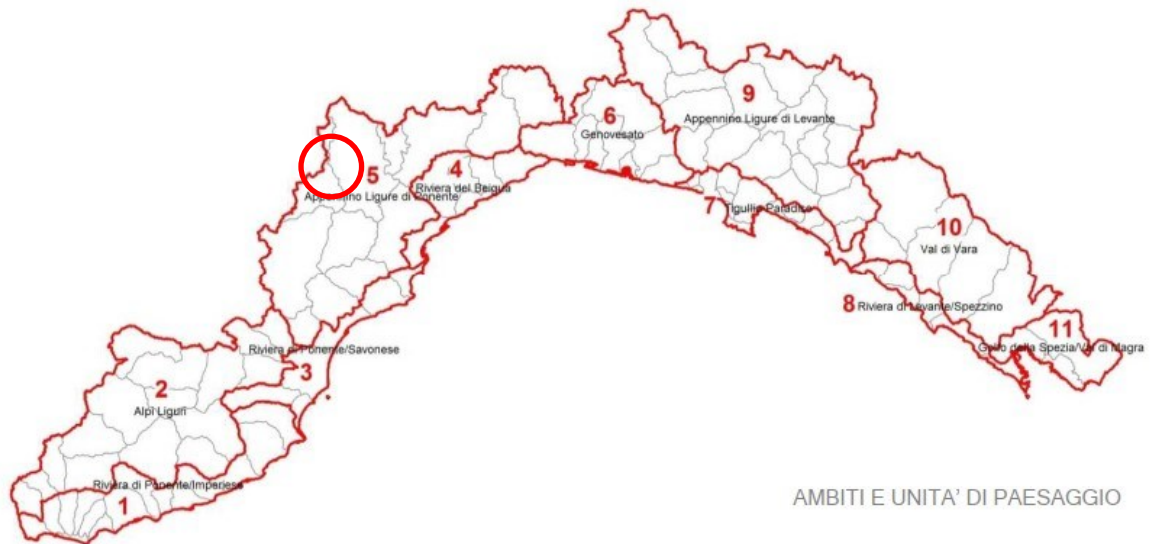 9
Appennino Ligure di Levante
6
Genovesato
4
Riviera del Beigua
5
Appennino Ligure di Ponente
7
Tigullio Paradiso
10
Val di Vara
8
Riviera di Levante/Spezzino
11
Golfo della Spezia/Val di Magra
Riviera di Ponente/Savonese
3
2
Alpi Liguri
Riviera di Ponente/Imperiese
1
AMBITI E UNITA' DI PAESAGGIO